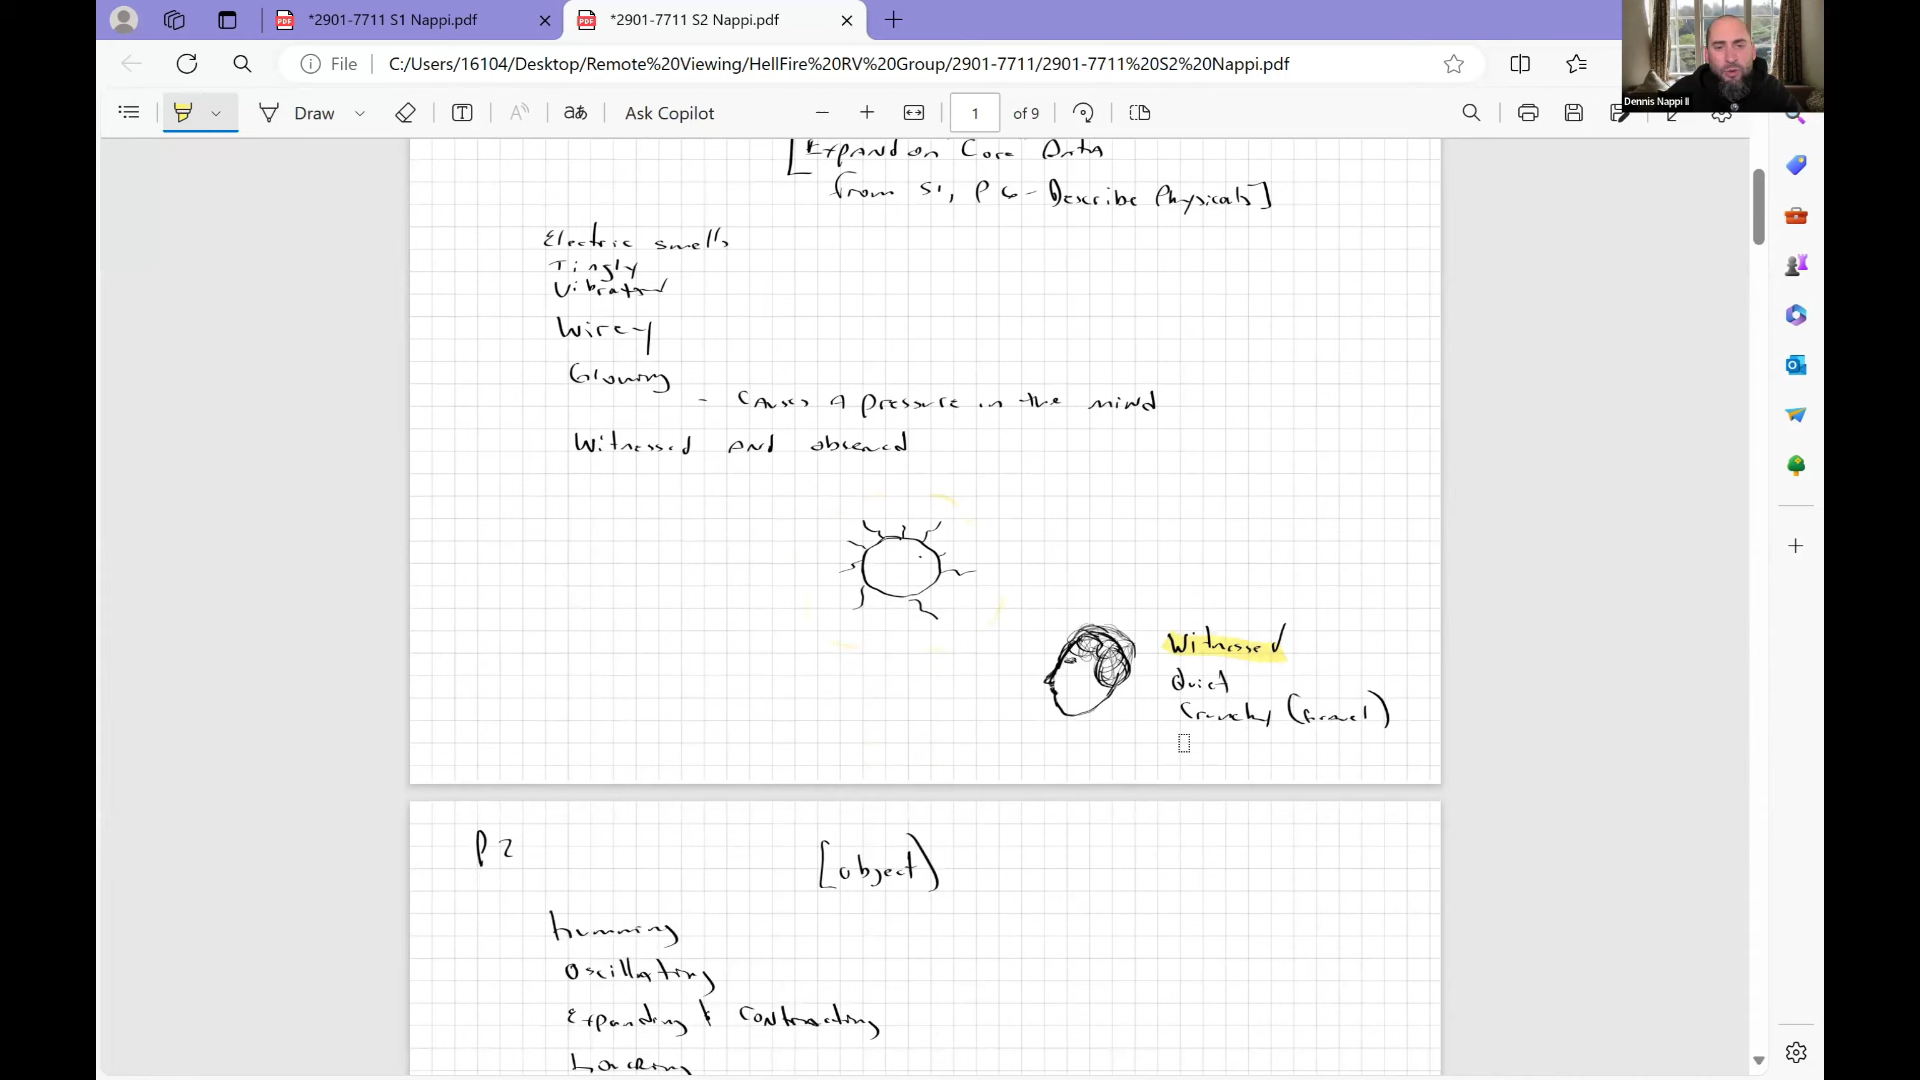 *2901-7711 S1 Nappi.pdf
*2901-7711 S2 Nappi.pdf
File C:/Users/16104/Desktop/Remote%20Viewing/HellFire%20RV%20Group/2901-7711/2901-7711%20S2%20Nappi.pdf
Draw
Ask Copilot
1 of 9
Dennis Nappi II
[Expand on "Core" Data
from S1, P6 - Describe Physicals]
Electric smells
Tingly
Vibrated
Wirey
Glowing
- Causes a pressure in the mind
Witnessed and observed
Witnessed
Quiet
Crunchy (Gravel)
P2
[object)
humming
Oscillating
Expanding & Contracting